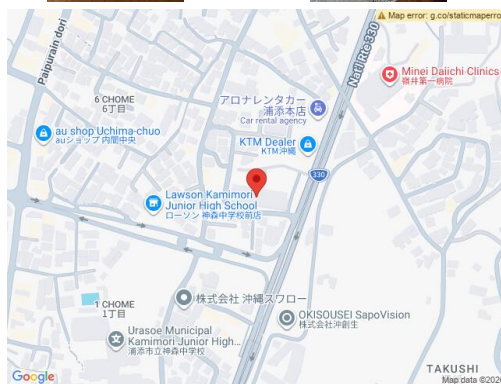 Map error: g.co/staticmaperro
Paipurain dori
Nat'l Rte 330
Minei Daiichi Clinics
嶺井第一病院
6 CHOME
6丁目
アロナレンタカー
浦添本店
Car rental agency
au shop Uchima-chuo
auショップ 内間中央
KTM Dealer
KTM沖縄
330
Lawson Kamimori
Junior High School
ローソン 神森中学校前店
1 CHOME
1丁目
株式会社 沖縄スワロー
OKISOUSEI SapoVision
株式会社沖創生
Urasoe Municipal
Kamimori Junior High...
浦添市立神森中学校
TAKUSHI
Google
Map data ©202